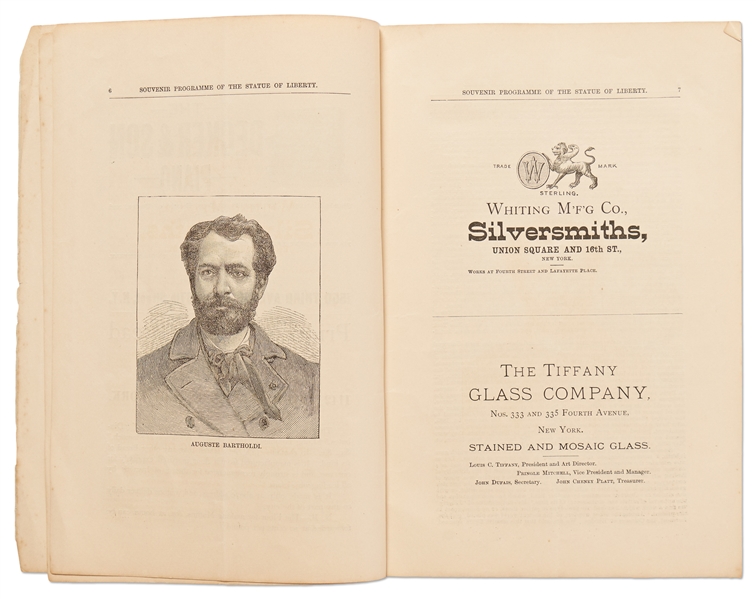 6 SOUVENIR PROGRAMME OF THE STATUE OF LIBERTY.
AUGUSTE BARTHOLDI.
SOUVENIR PROGRAMME OF THE STATUE OF LIBERTY. 7
TRADE W MARK
STERLING.
WHITING M'F'G CO.,
Silversmiths,
UNION SQUARE AND 16th ST.,
NEW YORK.
WORKS AT FOURTH STREET AND LAFAYETTE PLACE.
THE TIFFANY
GLASS COMPANY,
NOS. 333 AND 335 FOURTH AVENUE,
NEW YORK.
STAINED AND MOSAIC GLASS.
LOUIS C. TIFFANY, President and Art Director.
PRINGLE MITCHELL, Vice President and Manager.
JOHN DUFAIS, Secretary. JOHN CHENEY PLATT, Treasurer.